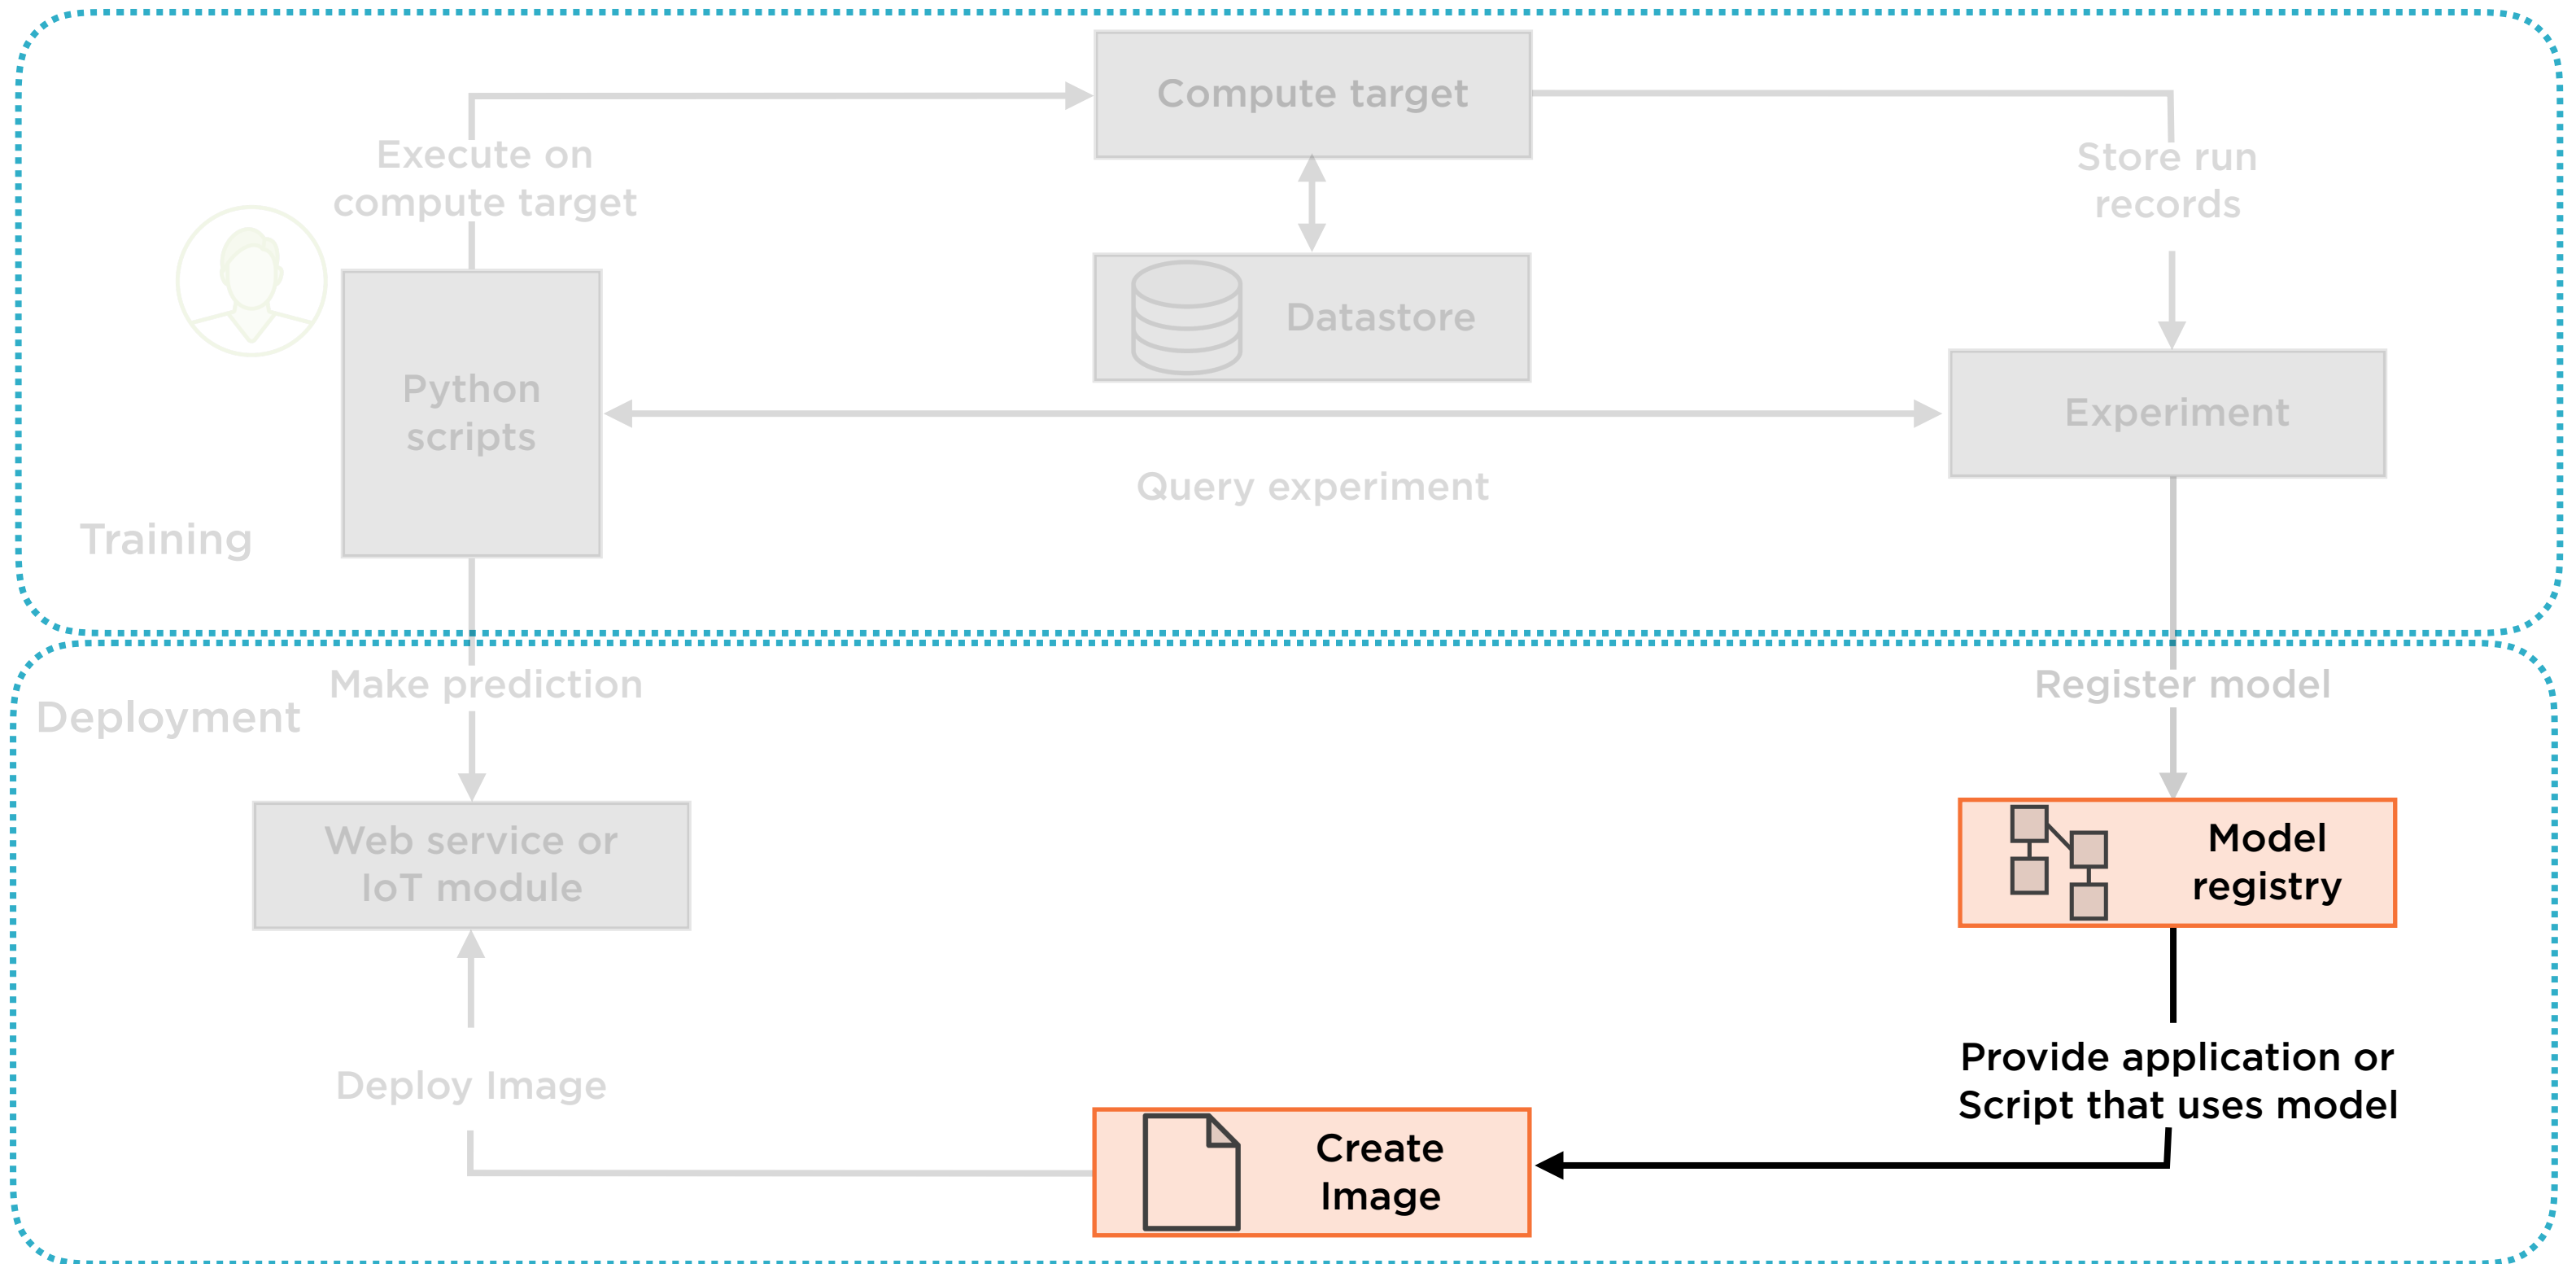 Compute target
Execute on
compute target
Store run
records
Datastore
Python
scripts
Experiment
Query experiment
Training
Make prediction
Register model
Deployment
Web service or
IoT module
Model
registry
Provide application or
Script that uses model
Deploy Image
Create
Image